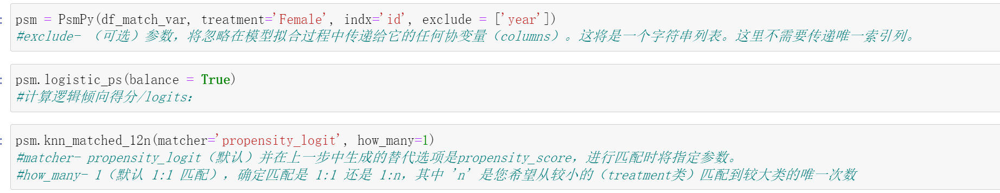 : psm = PsmPy(df_match_var, treatment='Female', indx='id', exclude = ['year'])
#exclude- （可选）参数，将忽略在模型拟合过程中传递给它的任何协变量（columns）。这将是一个字符串列表。这里不需要传递唯一索引列。
: psm.logistic_ps(balance = True)
#计算逻辑倾向得分/logits：
: psm.knn_matched_12n(matcher='propensity_logit', how_many=1)
#matcher- propensity_logit（默认）并在上一步中生成的替代选项是propensity_score，进行匹配时将指定参数。
#how_many- 1（默认 1:1 匹配），确定匹配是 1:1 还是 1:n，其中 'n' 是您希望从较小的（treatment类）匹配到较大类的唯一次数